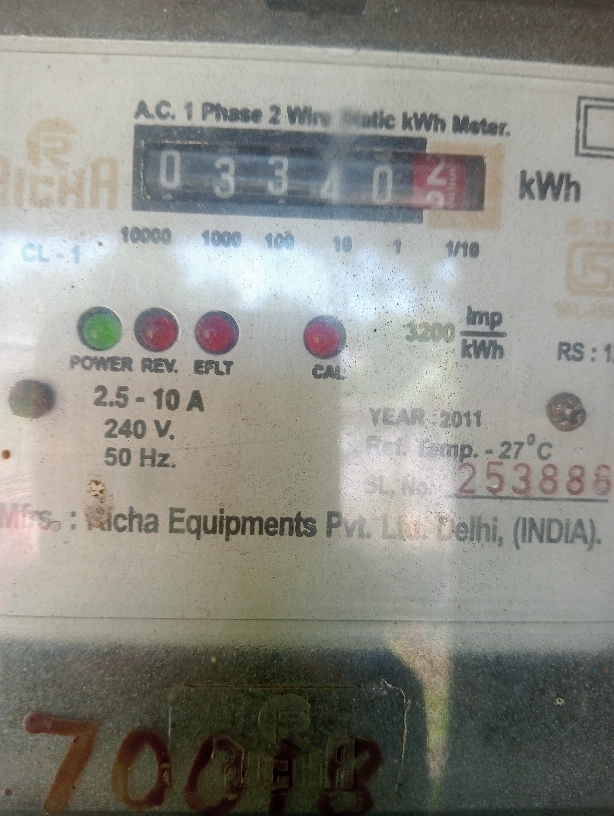 A.C. 1 Phase 2 Wire Static kWh Meter.
RICHA
0 3 3 4 0 2 kWh
10000 1000 100 10 1 1/10
CL - 1
3200 Imp/kWh
POWER REV. EFLT CAL
RS : 1
2.5 - 10 A
240 V.
50 Hz.
YEAR : 2011
Ref. Temp. - 27°C
SL. No. 253888
Mfrs. : Richa Equipments Pvt. Ltd. Delhi, (INDIA).
RICHA